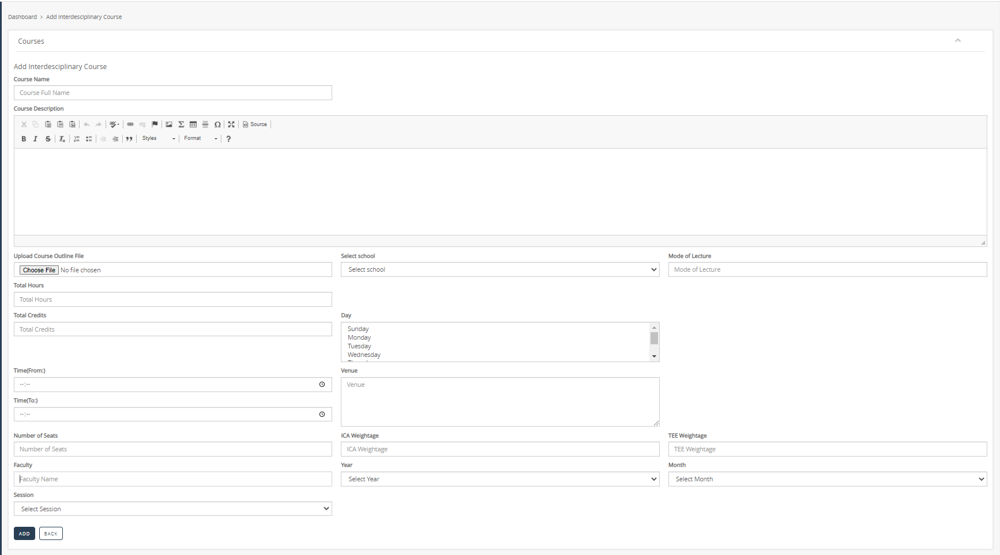 Dashboard > Add Interdesciplinary Course
Courses
Add Interdesciplinary Course
Course Name
Course Full Name
Course Description
ABC Source
B I S Tx Styles Format ?
Upload Course Outline File Select school Mode of Lecture
Choose File No file chosen Select school Mode of Lecture
Total Hours
Total Hours
Total Credits Day
Total Credits Sunday
Monday
Tuesday
Wednesday
Time(From:) Venue
--:-- Venue
Time(To:)
--:--
Number of Seats ICA Weightage TEE Weightage
Number of Seats ICA Weightage TEE Weightage
Faculty Year Month
Faculty Name Select Year Select Month
Session
Select Session
ADD BACK